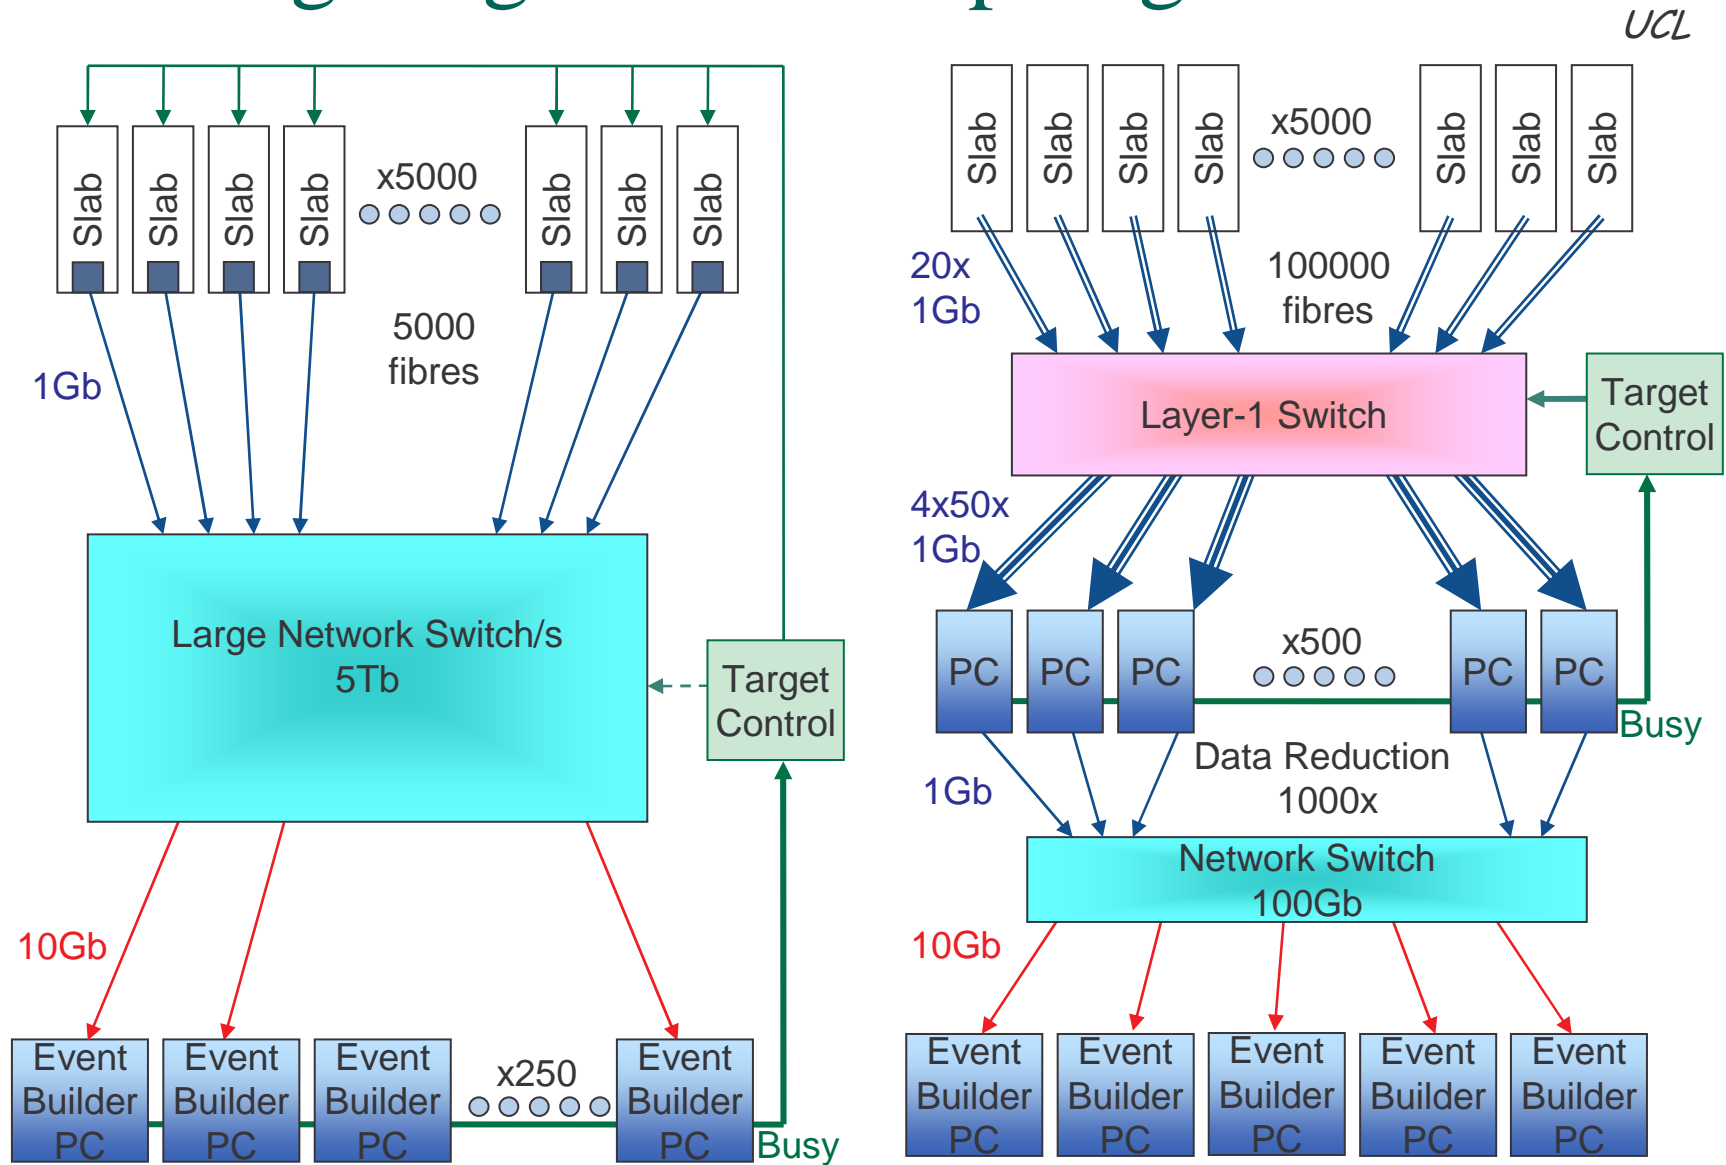 UCL
Slab
Slab
Slab
Slab
x5000
Slab
Slab
Slab
5000
fibres
1Gb
Large Network Switch/s
5Tb
Target
Control
10Gb
Event
Builder
PC
Event
Builder
PC
Event
Builder
PC
x250
Event
Builder
PC
Busy
Slab
Slab
Slab
Slab
x5000
Slab
Slab
Slab
20x
1Gb
100000
fibres
Layer-1 Switch
Target
Control
4x50x
1Gb
PC
PC
PC
x500
PC
PC
Busy
Data Reduction
1000x
1Gb
Network Switch
100Gb
10Gb
Event
Builder
PC
Event
Builder
PC
Event
Builder
PC
Event
Builder
PC
Event
Builder
PC